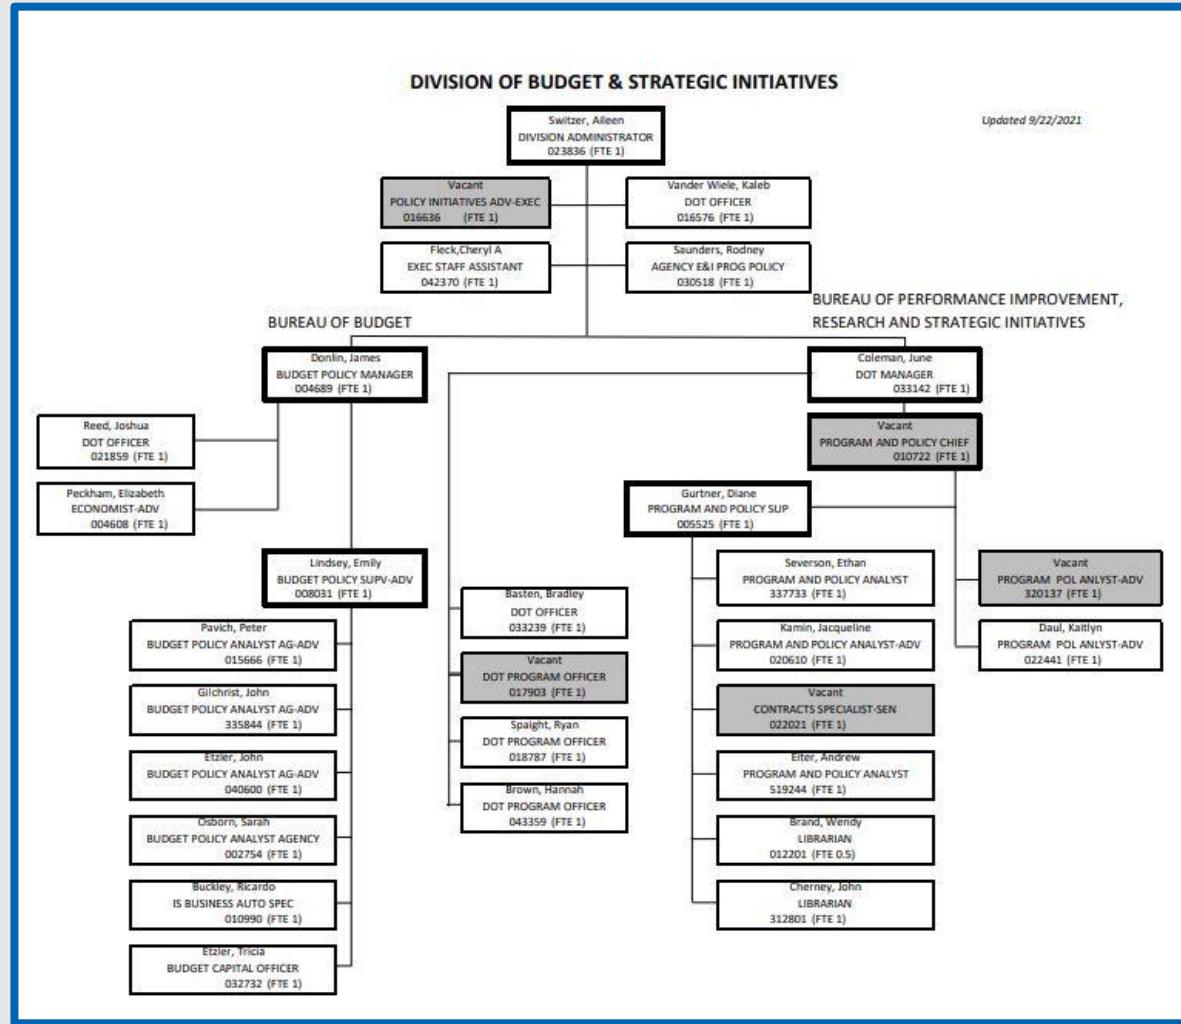 DIVISION OF BUDGET & STRATEGIC INITIATIVES
Updated 9/22/2021
Switzer, Aileen
DIVISION ADMINISTRATOR
023836 (FTE 1)
Vacant
POLICY INITIATIVES ADV-EXEC
016636 (FTE 1)
Vander Wiele, Kaleb
DOT OFFICER
016576 (FTE 1)
Fleck,Cheryl A
EXEC STAFF ASSISTANT
042370 (FTE 1)
Saunders, Rodney
AGENCY E&I PROG POLICY
030518 (FTE 1)
BUREAU OF BUDGET
BUREAU OF PERFORMANCE IMPROVEMENT,
RESEARCH AND STRATEGIC INITIATIVES
Donlin, James
BUDGET POLICY MANAGER
004689 (FTE 1)
Coleman, June
DOT MANAGER
033142 (FTE 1)
Reed, Joshua
DOT OFFICER
021859 (FTE 1)
Vacant
PROGRAM AND POLICY CHIEF
010722 (FTE 1)
Peckham, Elizabeth
ECONOMIST-ADV
004608 (FTE 1)
Gurtner, Diane
PROGRAM AND POLICY SUP
005525 (FTE 1)
Lindsey, Emily
BUDGET POLICY SUPV-ADV
008031 (FTE 1)
Pavich, Peter
BUDGET POLICY ANALYST AG-ADV
015666 (FTE 1)
Gilchrist, John
BUDGET POLICY ANALYST AG-ADV
335844 (FTE 1)
Etzler, John
BUDGET POLICY ANALYST AG-ADV
040600 (FTE 1)
Osborn, Sarah
BUDGET POLICY ANALYST AGENCY
002754 (FTE 1)
Buckley, Ricardo
IS BUSINESS AUTO SPEC
010990 (FTE 1)
Etzler, Tricia
BUDGET CAPITAL OFFICER
032732 (FTE 1)
Basten, Bradley
DOT OFFICER
033239 (FTE 1)
Vacant
DOT PROGRAM OFFICER
017903 (FTE 1)
Spaight, Ryan
DOT PROGRAM OFFICER
018787 (FTE 1)
Brown, Hannah
DOT PROGRAM OFFICER
043359 (FTE 1)
Severson, Ethan
PROGRAM AND POLICY ANALYST
337733 (FTE 1)
Kamin, Jacqueline
PROGRAM AND POLICY ANALYST-ADV
020610 (FTE 1)
Vacant
CONTRACTS SPECIALIST-SEN
022021 (FTE 1)
Eiter, Andrew
PROGRAM AND POLICY ANALYST
519244 (FTE 1)
Brand, Wendy
LIBRARIAN
012201 (FTE 0.5)
Cherney, John
LIBRARIAN
312801 (FTE 1)
Vacant
PROGRAM POL ANLYST-ADV
320137 (FTE 1)
Daul, Kaitlyn
PROGRAM POL ANLYST-ADV
022441 (FTE 1)